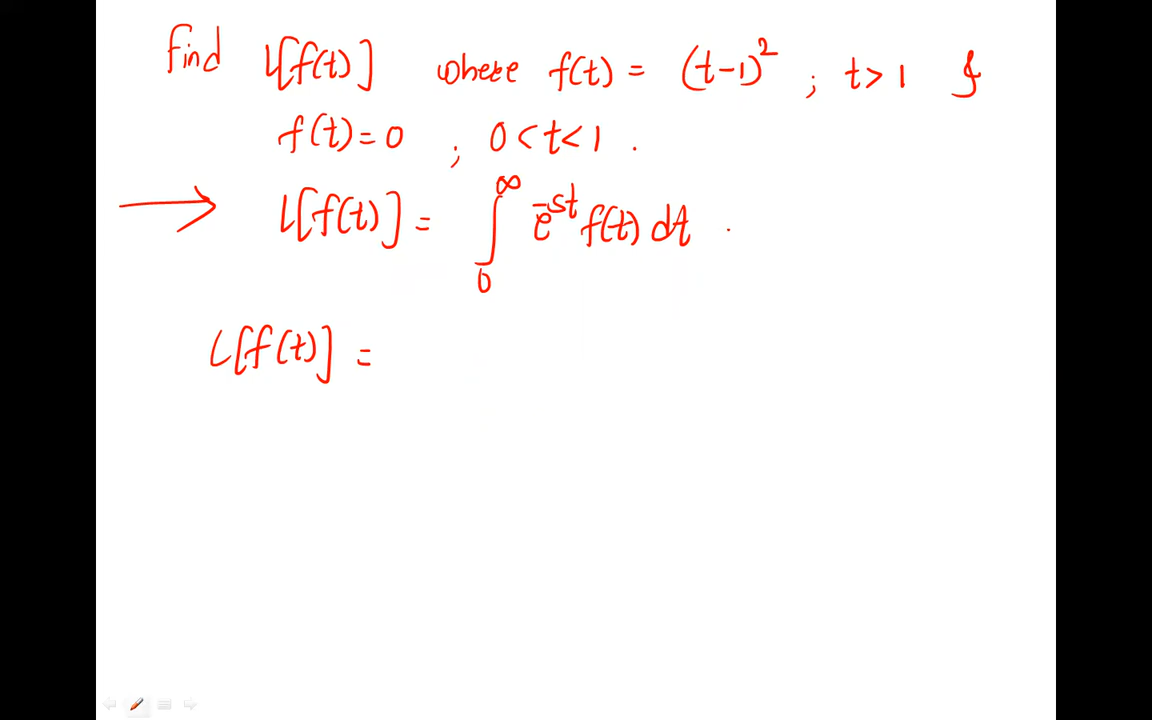 find L[f(t)] where f(t) = (t-1)² ; t > 1 &
f(t) = 0 ; 0 < t < 1 .
→ L[f(t)] = ∫₀^∞ e^-st f(t) dt .
L[f(t)] =